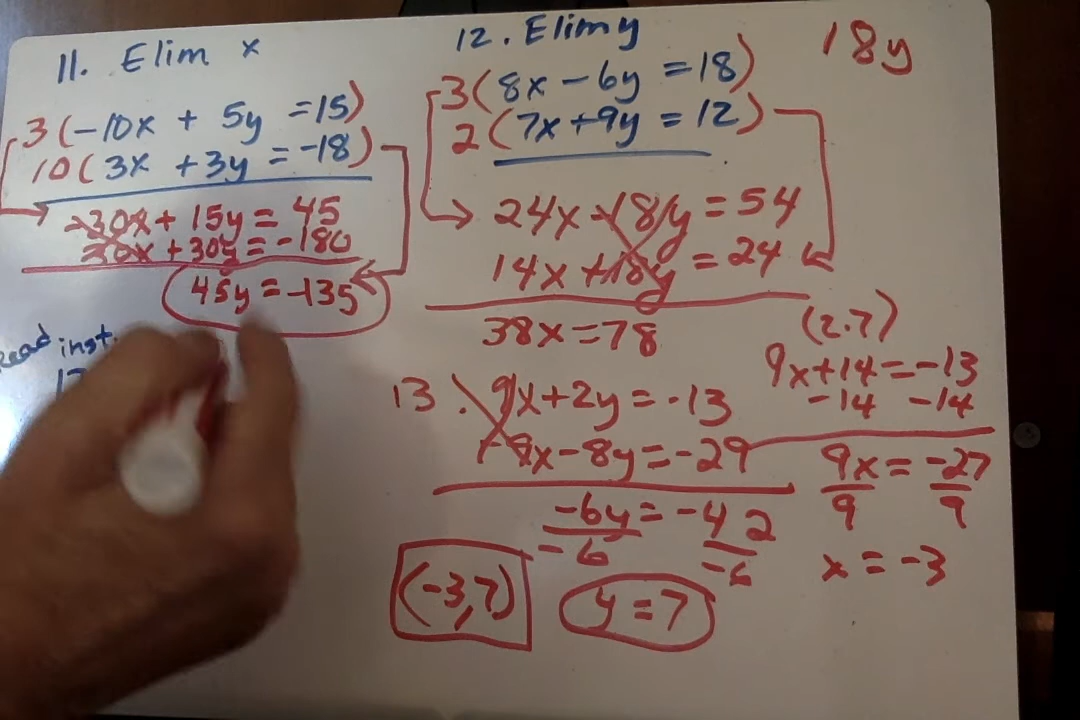 11. Elim x
3(-10x + 5y = 15)
10(3x + 3y = -18)
-30x + 15y = 45
30x + 30y = -180
45y = -135
Read inst.
12. Elim y
18y
3(8x - 6y = 18)
2(7x + 9y = 12)
24x - 18y = 54
14x + 18y = 24
38x = 78
13. 9x + 2y = -13
-9x - 8y = -29
-6y = -42
-6 -6
y = 7
(-3, 7)
(2.7)
9x + 14 = -13
-14 -14
9x = -27
9 9
x = -3